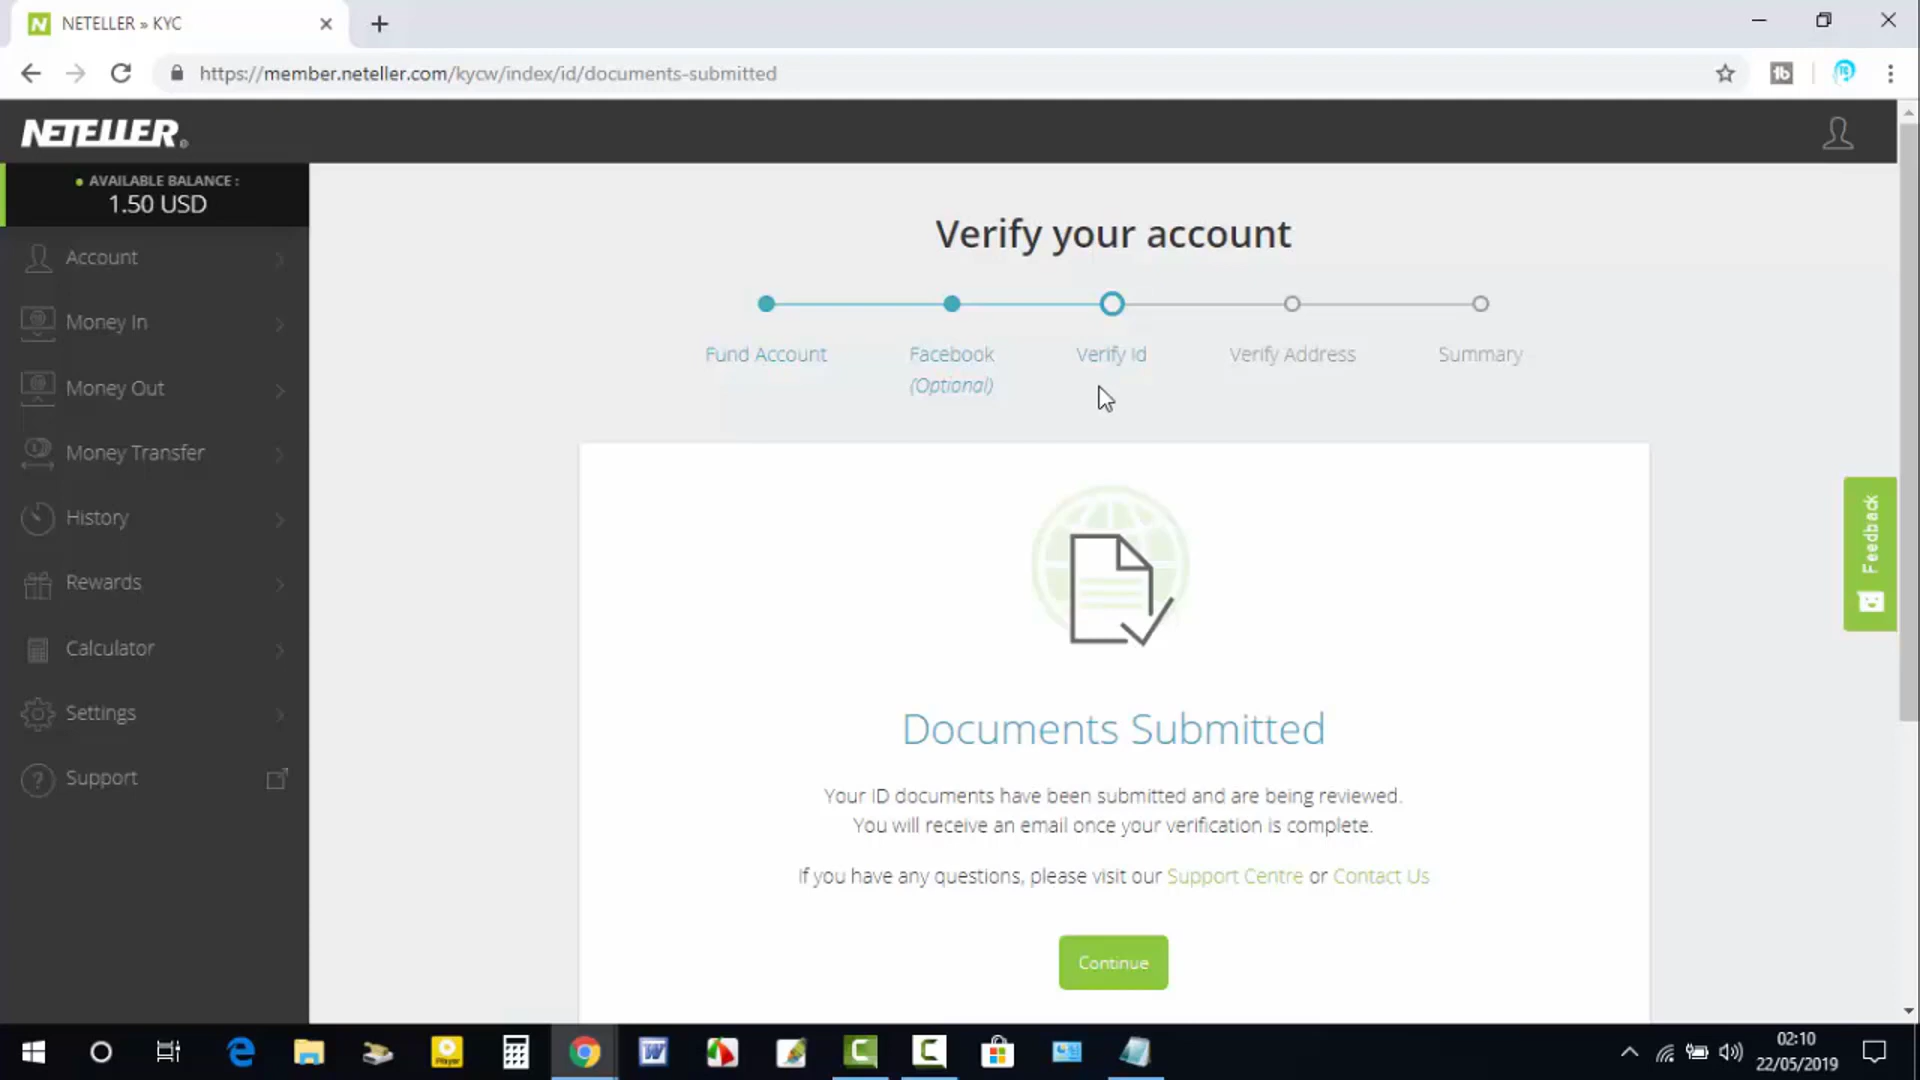 NETELLER » KYC
https://member.neteller.com/kycw/index/id/documents-submitted
NETELLER
AVAILABLE BALANCE :
1.50 USD
Account
Money In
Money Out
Money Transfer
History
Rewards
Calculator
Settings
Support
Verify your account
Fund Account
Facebook
(Optional)
Verify Id
Verify Address
Summary
Documents Submitted
Your ID documents have been submitted and are being reviewed.
You will receive an email once your verification is complete.
If you have any questions, please visit our Support Centre or Contact Us
Continue
Feedback
02:10
22/05/2019